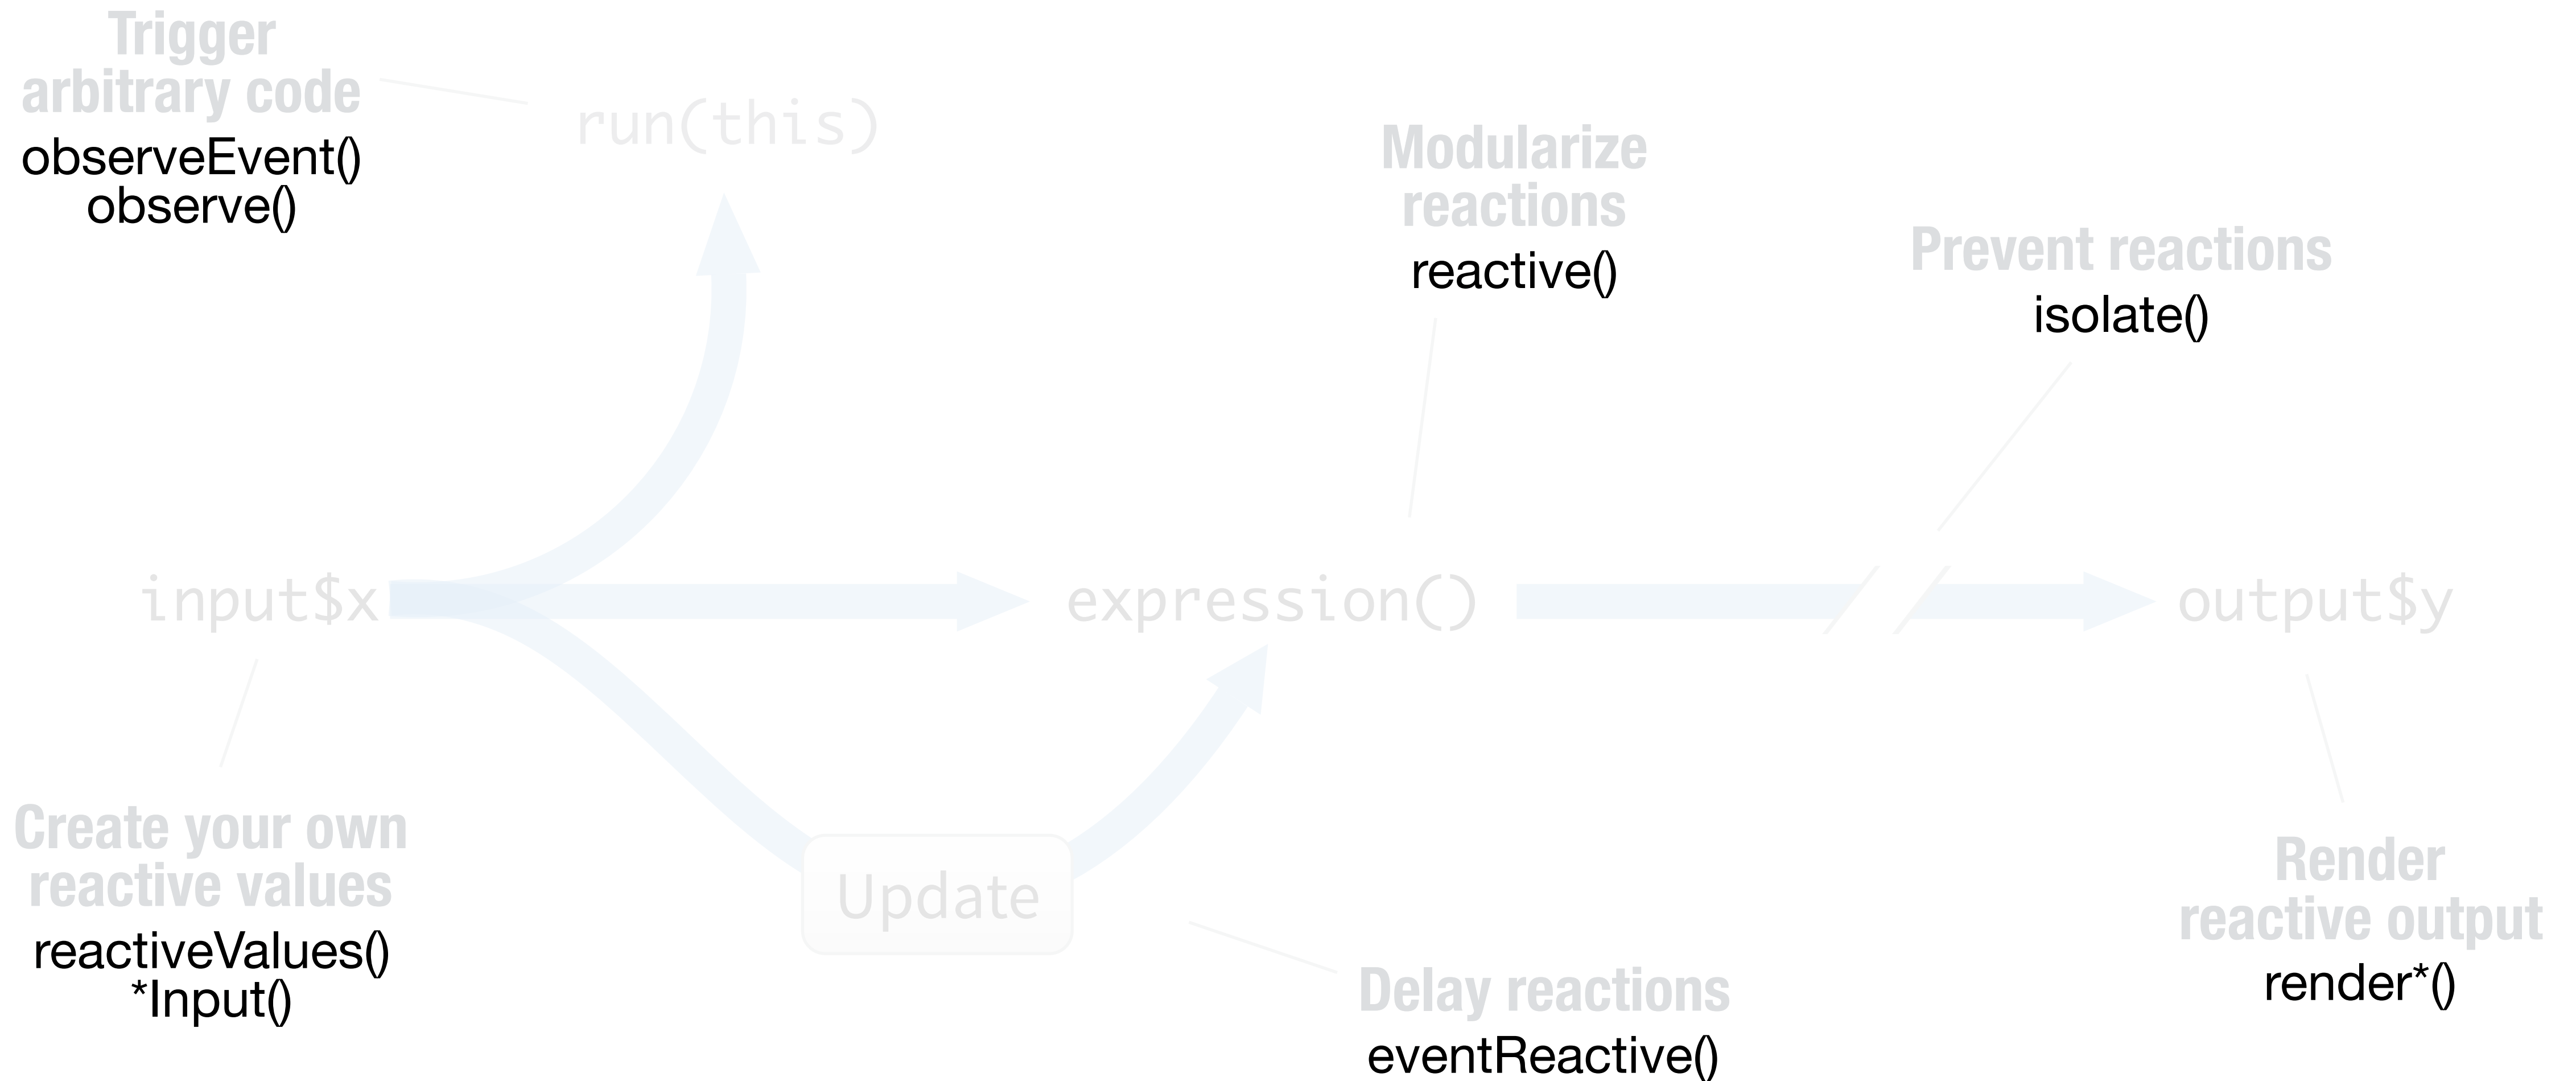 Trigger
arbitrary code
observeEvent()
observe()
run(this)
Modularize
reactions
reactive()
Prevent reactions
isolate()
input$x
expression()
output$y
Create your own
reactive values
reactiveValues()
*Input()
Update
Delay reactions
eventReactive()
Render
reactive output
render*()